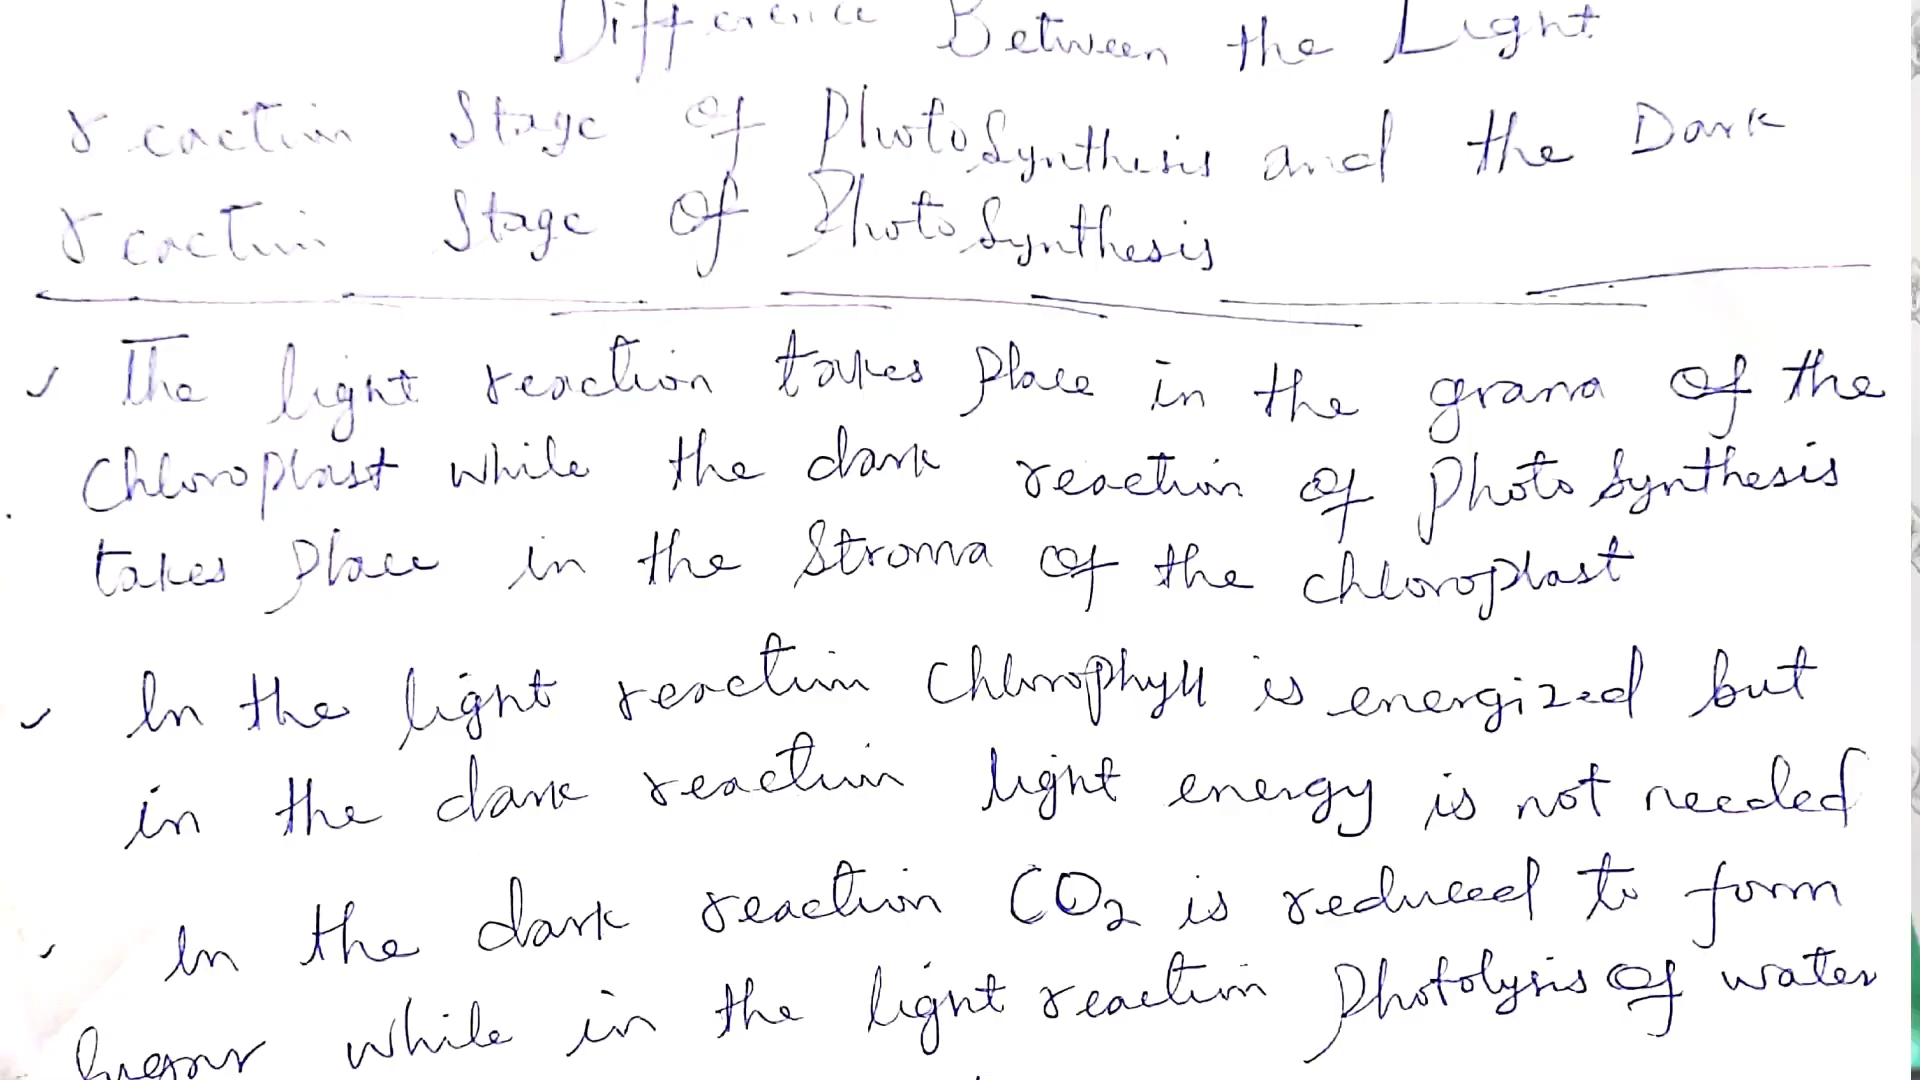 Difference Between the Light
reaction Stage of PhotoSynthesis and the Dark
reaction Stage of PhotoSynthesis
The light reaction takes place in the grana of the
Chloroplast while the dark reaction of PhotoSynthesis
takes place in the Stroma of the chloroplast
In the light reaction Chlorophyll is energized but
in the dark reaction light energy is not needed
In the dark reaction CO2 is reduced to form
while in the light reaction Photolysis of water